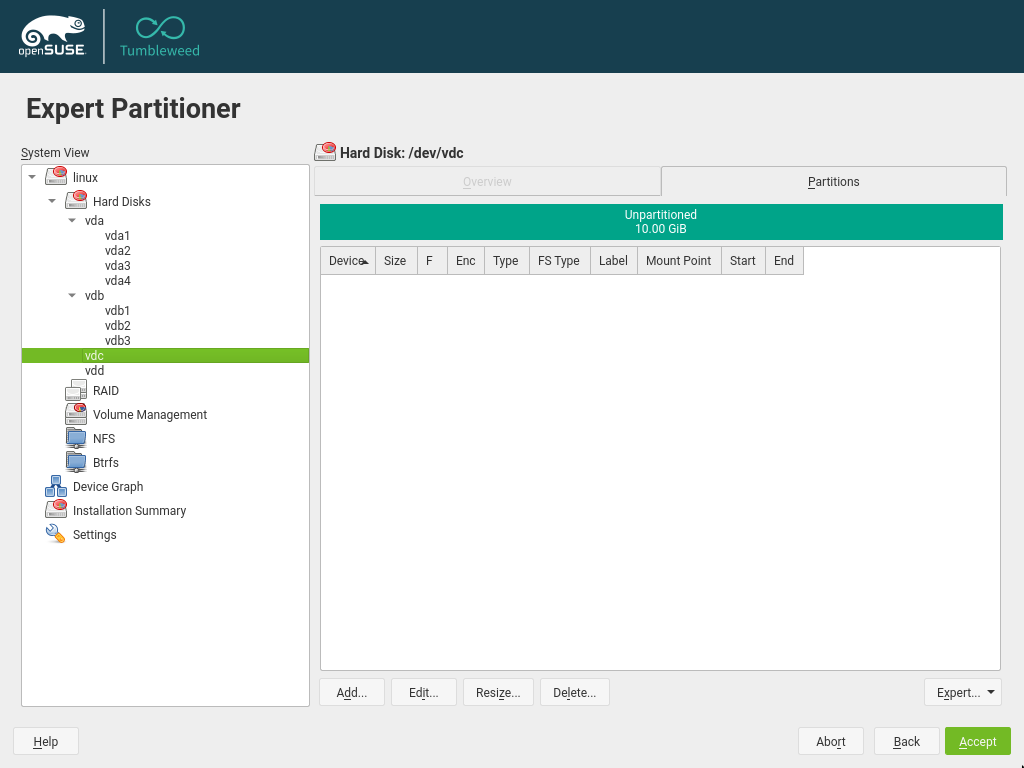 openSUSE
Tumbleweed
Expert Partitioner
System View
linux
Hard Disks
vda
vda1
vda2
vda3
vda4
vdb
vdb1
vdb2
vdb3
vdc
vdd
RAID
Volume Management
NFS
Btrfs
Device Graph
Installation Summary
Settings
Hard Disk: /dev/vdc
Overview Partitions
Unpartitioned
10.00 GiB
Device Size F Enc Type FS Type Label Mount Point Start End
Add... Edit... Resize... Delete... Expert...
Help Abort Back Accept